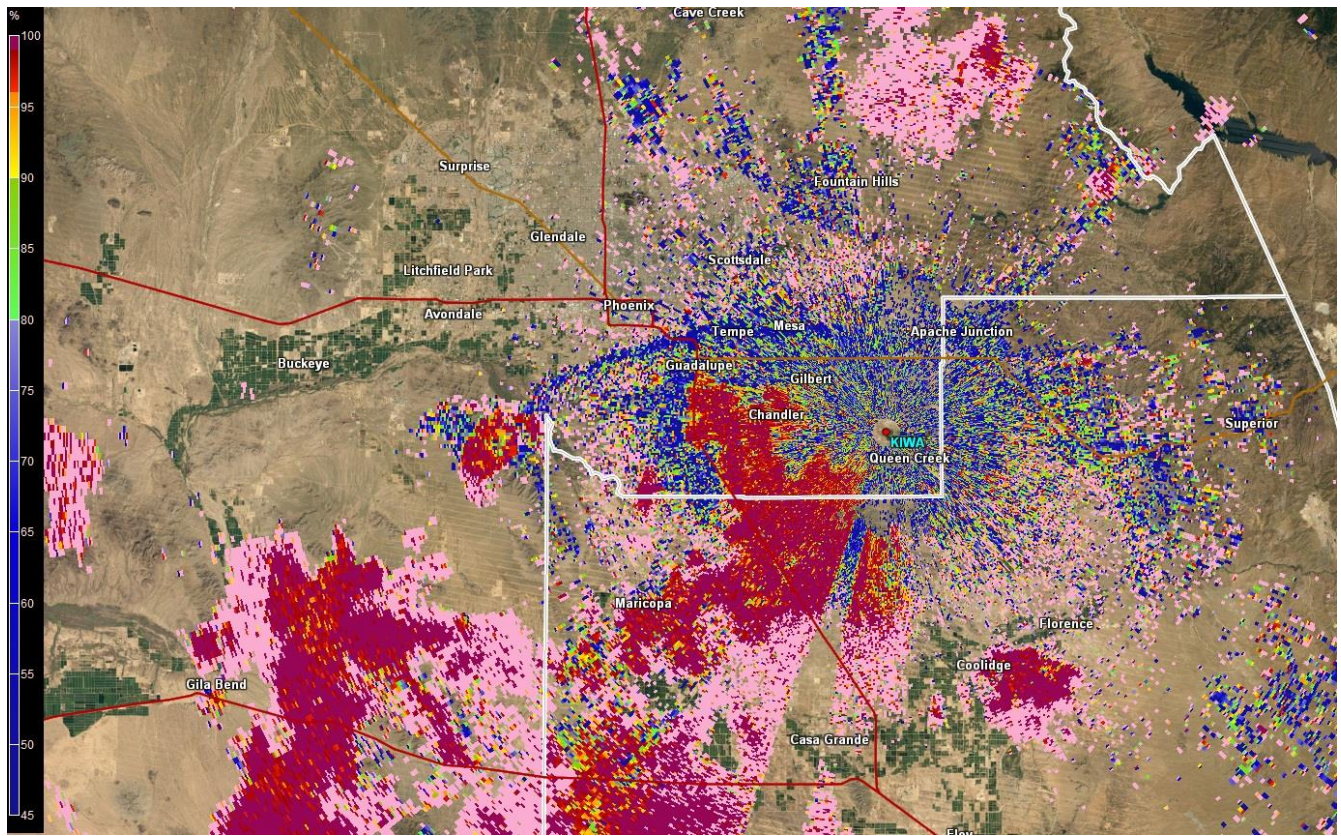 %
Cave Creek
100
95
Surprise
90
Fountain Hills
Glendale
85
Scottsdale
Litchfield Park
Phoenix
Avondale
80
Tempe
Mesa
Apache Junction
Buckeye
Guadalupe
Gilbert
75
Chandler
Superior
KIWA
Queen Creek
70
65
60
Maricopa
Florence
55
Coolidge
Gila Bend
50
Casa Grande
45
Eloy